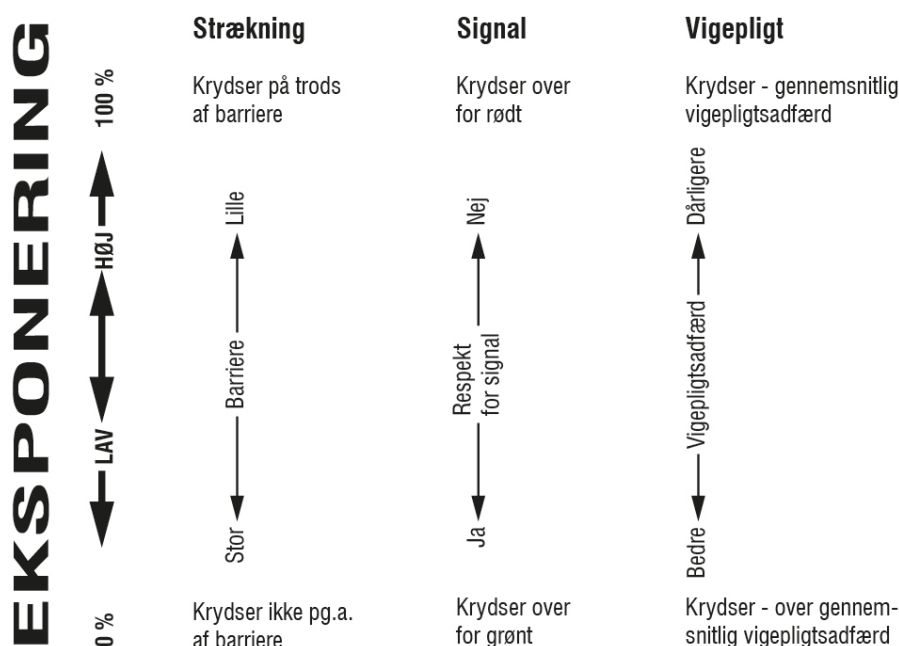 EKSPONERING
100 %
HØJ
LAV
0 %
Strækning
Krydser på trods
af barriere
Lille
Barriere
Stor
Krydser ikke pg.a.
af barriere
Signal
Krydser over
for rødt
Nej
Respekt
for signal
Ja
Krydser over
for grønt
Vigepligt
Krydser - gennemsnitlig
vigepligtsadfærd
Dårligere
Vigepligtsadfærd
Bedre
Krydser - over gennem-
snitlig vigepligtsadfærd